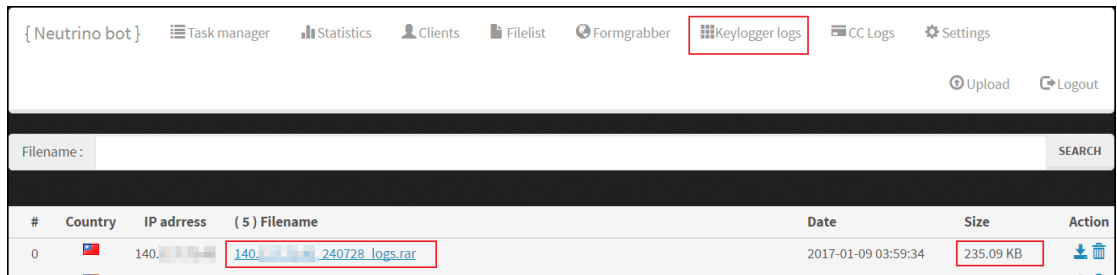 { Neutrino bot } Task manager Statistics Clients Filelist Formgrabber Keylogger logs CC Logs Settings
Upload Logout
Filename : SEARCH
# Country IP adrress ( 5 ) Filename Date Size Action
0 140. 140. 240728_logs.rar 2017-01-09 03:59:34 235.09 KB